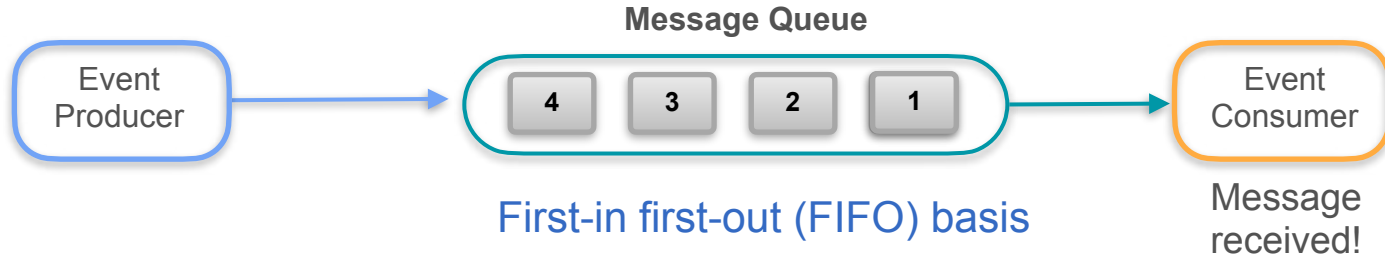 Message Queue
Event
Producer
4 3 2 1
Event
Consumer
First-in first-out (FIFO) basis
Message
received!